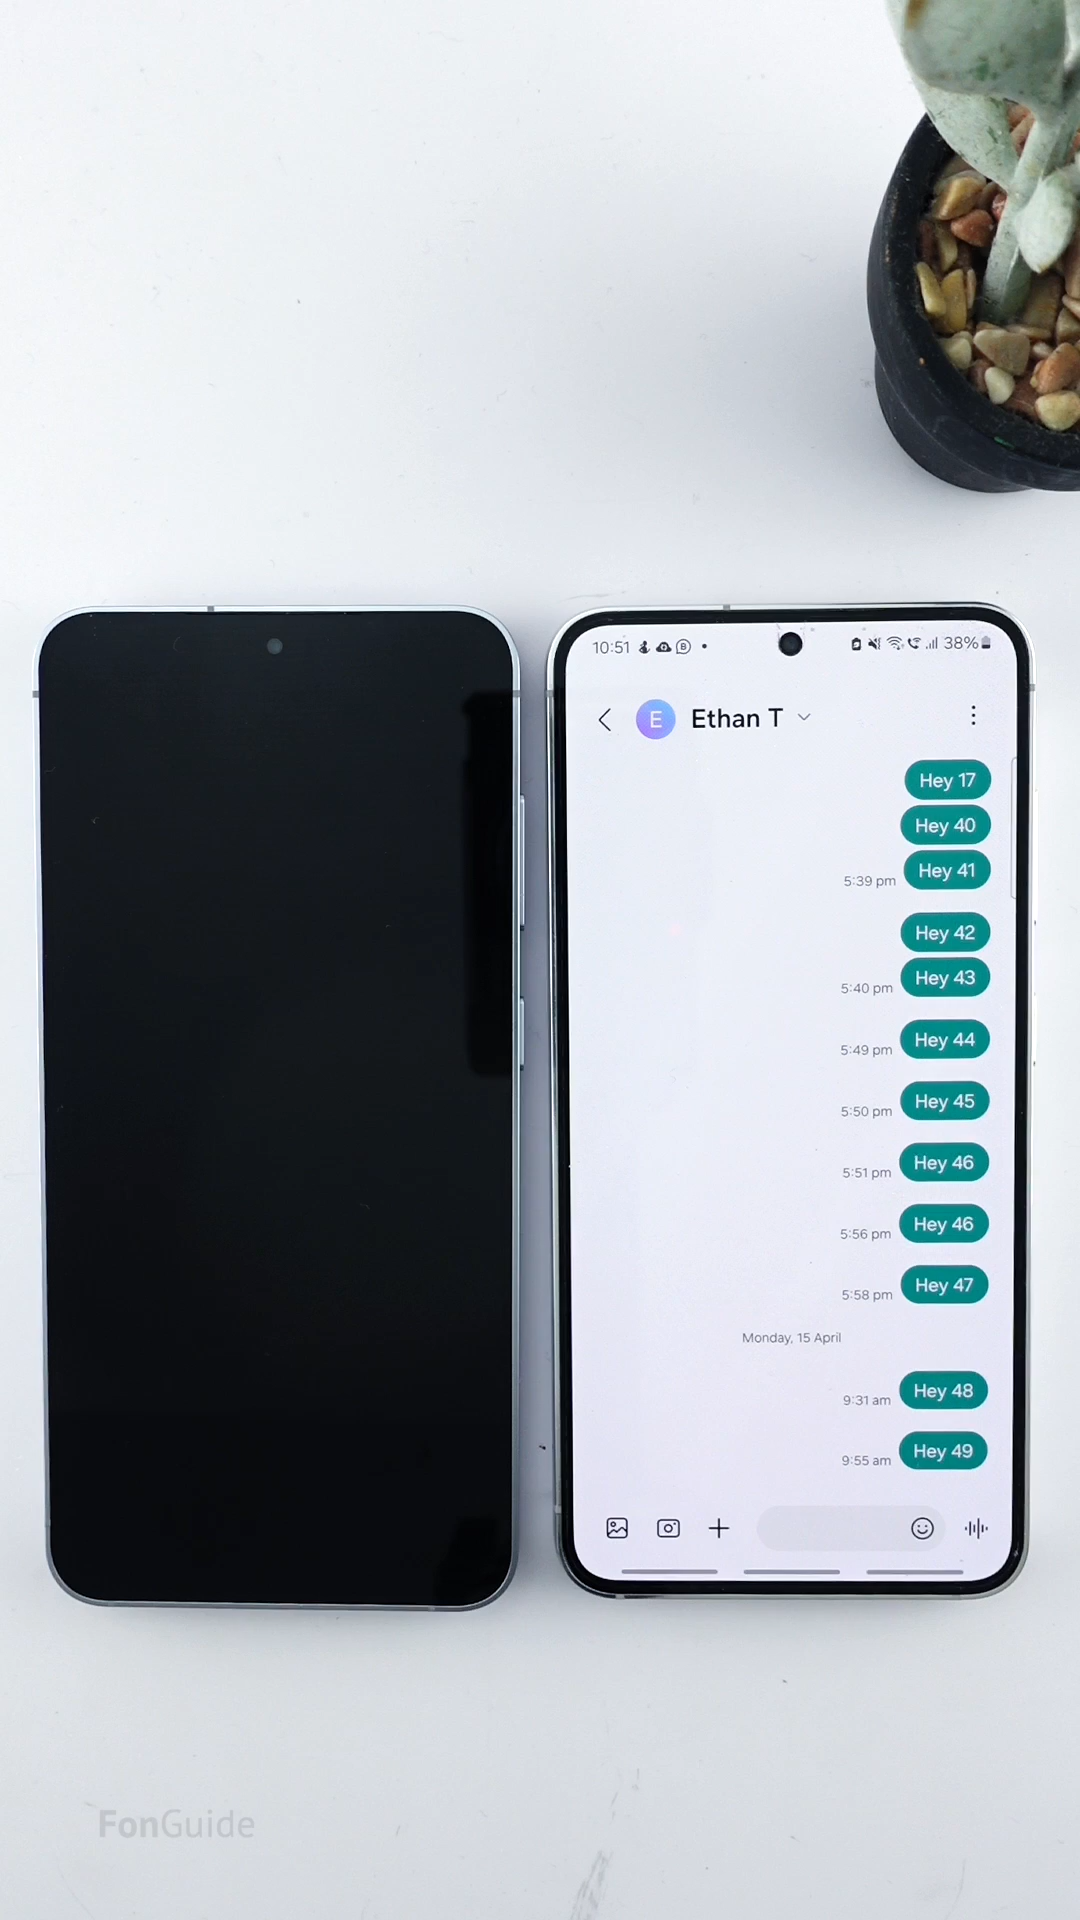 10:51 38%
E Ethan T
Hey 17
Hey 40
5:39 pm Hey 41
Hey 42
5:40 pm Hey 43
5:49 pm Hey 44
5:50 pm Hey 45
5:51 pm Hey 46
5:56 pm Hey 46
5:58 pm Hey 47
Monday, 15 April
9:31 am Hey 48
9:55 am Hey 49
FonGuide